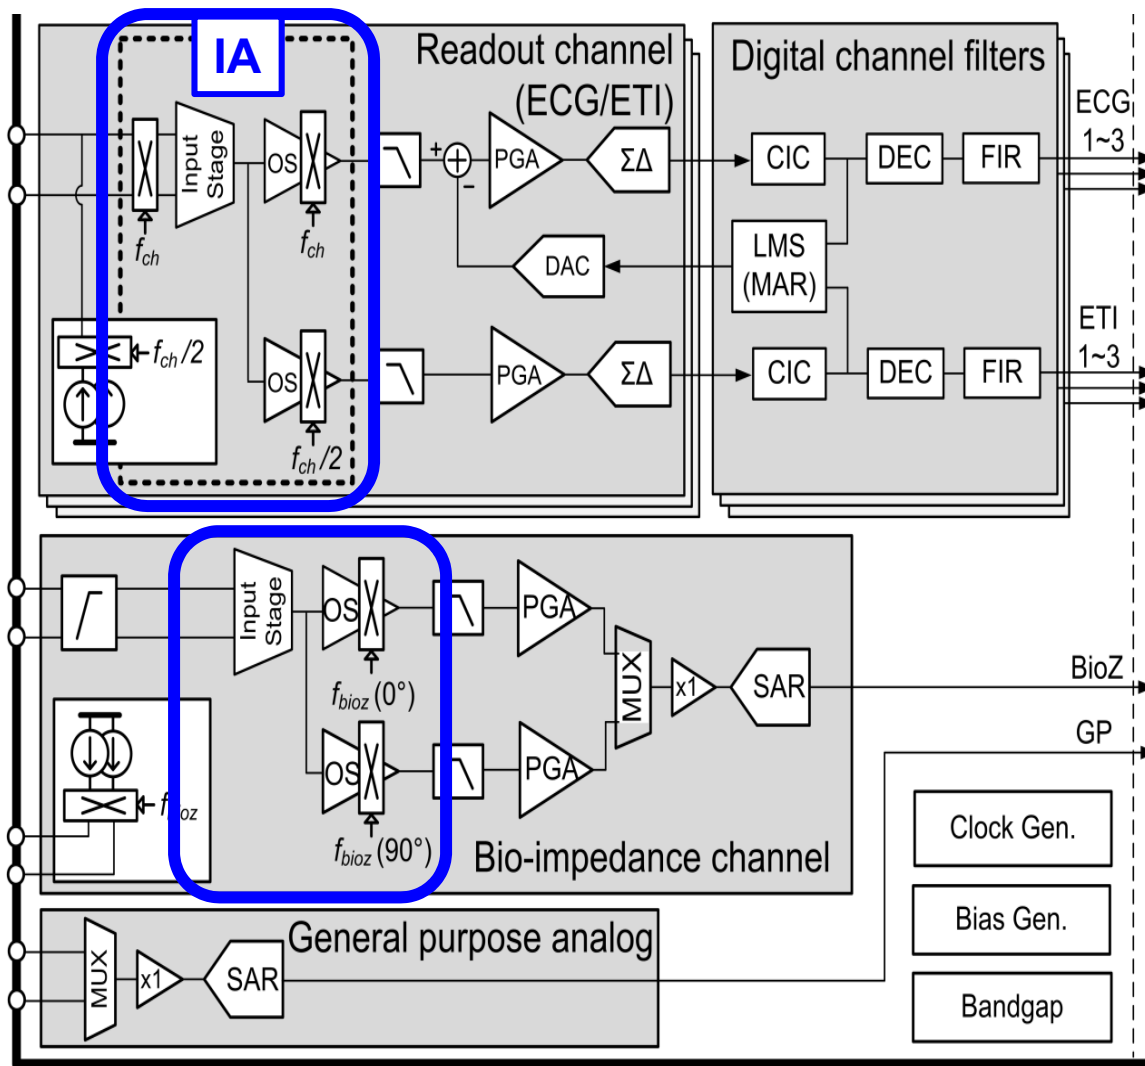 IA
Readout channel
(ECG/ETI)
Digital channel filters
ECG
1~3
Input
Stage
OS
PGA
ΣΔ
CIC
DEC
FIR
+
-
f_ch
f_ch
DAC
LMS
(MAR)
ETI
1~3
f_ch/2
OS
PGA
ΣΔ
CIC
DEC
FIR
f_ch/2
Input
Stage
OS
PGA
f_bioz(0°)
MUX
x1
SAR
BioZ
GP
OS
PGA
f_bioz
f_bioz(90°)
Bio-impedance channel
Clock Gen.
Bias Gen.
Bandgap
General purpose analog
MUX
x1
SAR